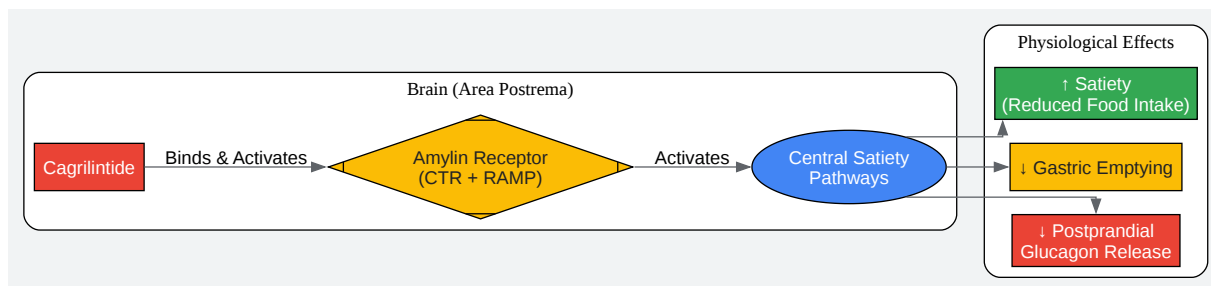 Physiological Effects
Brain (Area Postrema)
Cagrilintide
Binds & Activates
Amylin Receptor
(CTR + RAMP)
Activates
Central Satiety
Pathways
↑ Satiety
(Reduced Food Intake)
↓ Gastric Emptying
↓ Postprandial
Glucagon Release